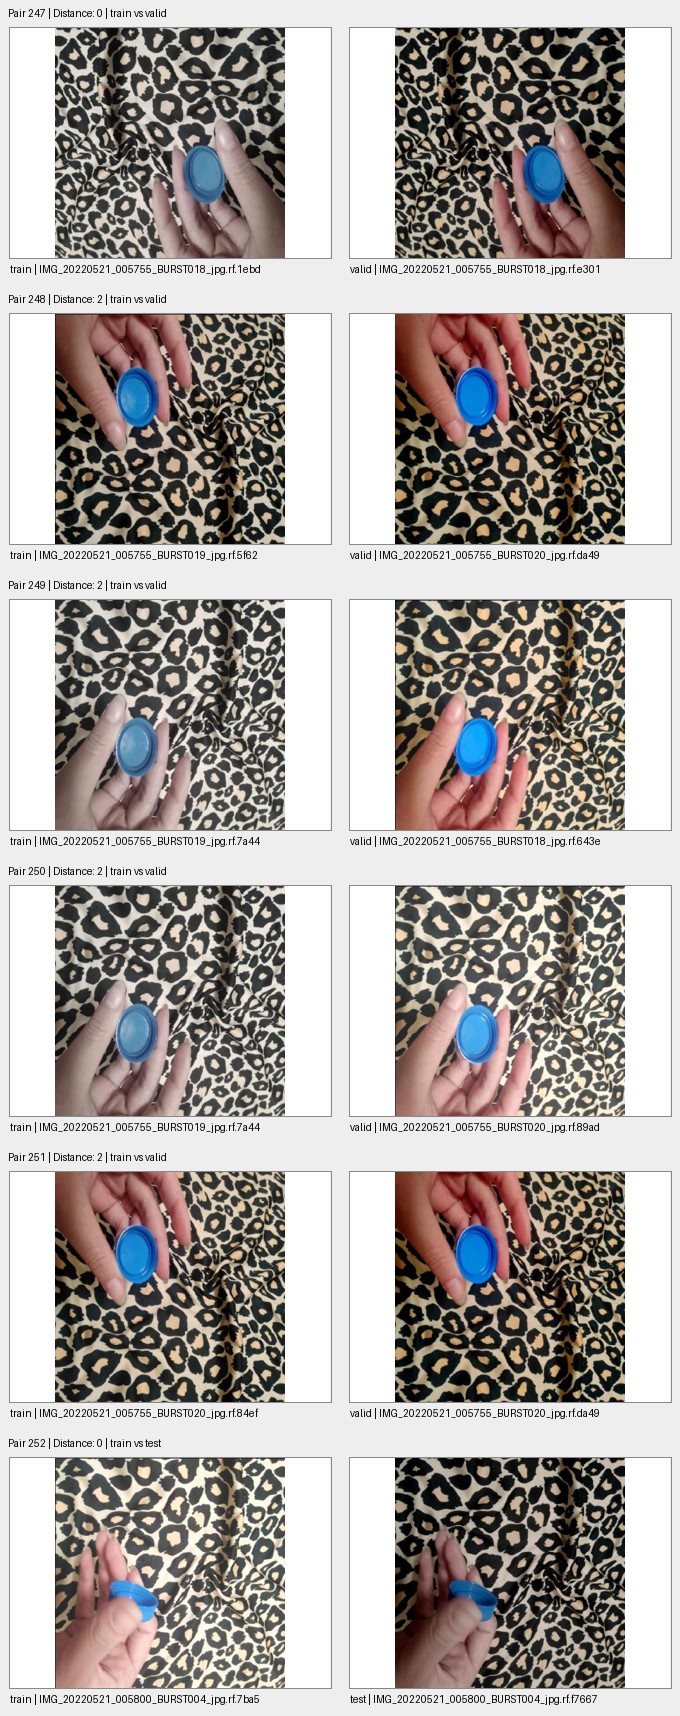 Pair 247 | Distance: 0 | train vs valid
train | IMG_20220521_005755_BURST018_jpg.rf.1ebd
valid | IMG_20220521_005755_BURST018_jpg.rf.e301
Pair 248 | Distance: 2 | train vs valid
train | IMG_20220521_005755_BURST019_jpg.rf.5f62
valid | IMG_20220521_005755_BURST020_jpg.rf.da49
Pair 249 | Distance: 2 | train vs valid
train | IMG_20220521_005755_BURST019_jpg.rf.7a44
valid | IMG_20220521_005755_BURST018_jpg.rf.643e
Pair 250 | Distance: 2 | train vs valid
train | IMG_20220521_005755_BURST019_jpg.rf.7a44
valid | IMG_20220521_005755_BURST020_jpg.rf.89ad
Pair 251 | Distance: 2 | train vs valid
train | IMG_20220521_005755_BURST020_jpg.rf.84ef
valid | IMG_20220521_005755_BURST020_jpg.rf.da49
Pair 252 | Distance: 0 | train vs test
train | IMG_20220521_005800_BURST004_jpg.rf.7ba5
test | IMG_20220521_005800_BURST004_jpg.rf.f7667